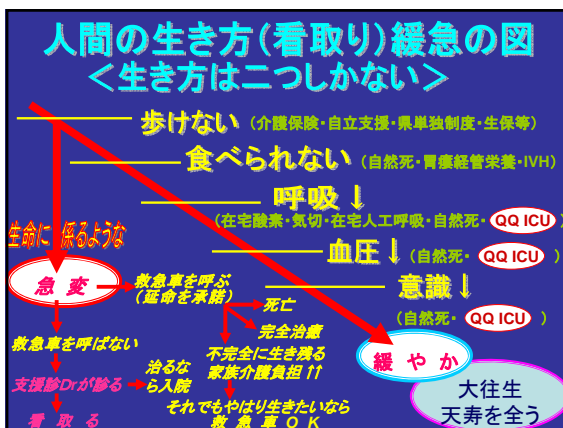 人間の生き方（看取り）緩急の図
＜生き方は二つしかない＞
歩けない（介護保険・自立支援・県単独制度・生保等）
食べられない（自然死・胃瘻経管栄養・IVH）
呼吸↓
（在宅酸素・気切・在宅人工呼吸・自然死・QQ ICU）
血圧↓（自然死・QQ ICU）
意識↓
（自然死・QQ ICU）
生命に係るような
急変
救急車を呼ぶ
（延命を承諾）
死亡
完全治癒
不完全に生き残る
家族介護負担↑↑
それでもやはり生きたいなら
救急車OK
救急車を呼ばない
支援診Drが診る
治るな
ら入院
看取る
緩やか
大往生
天寿を全う